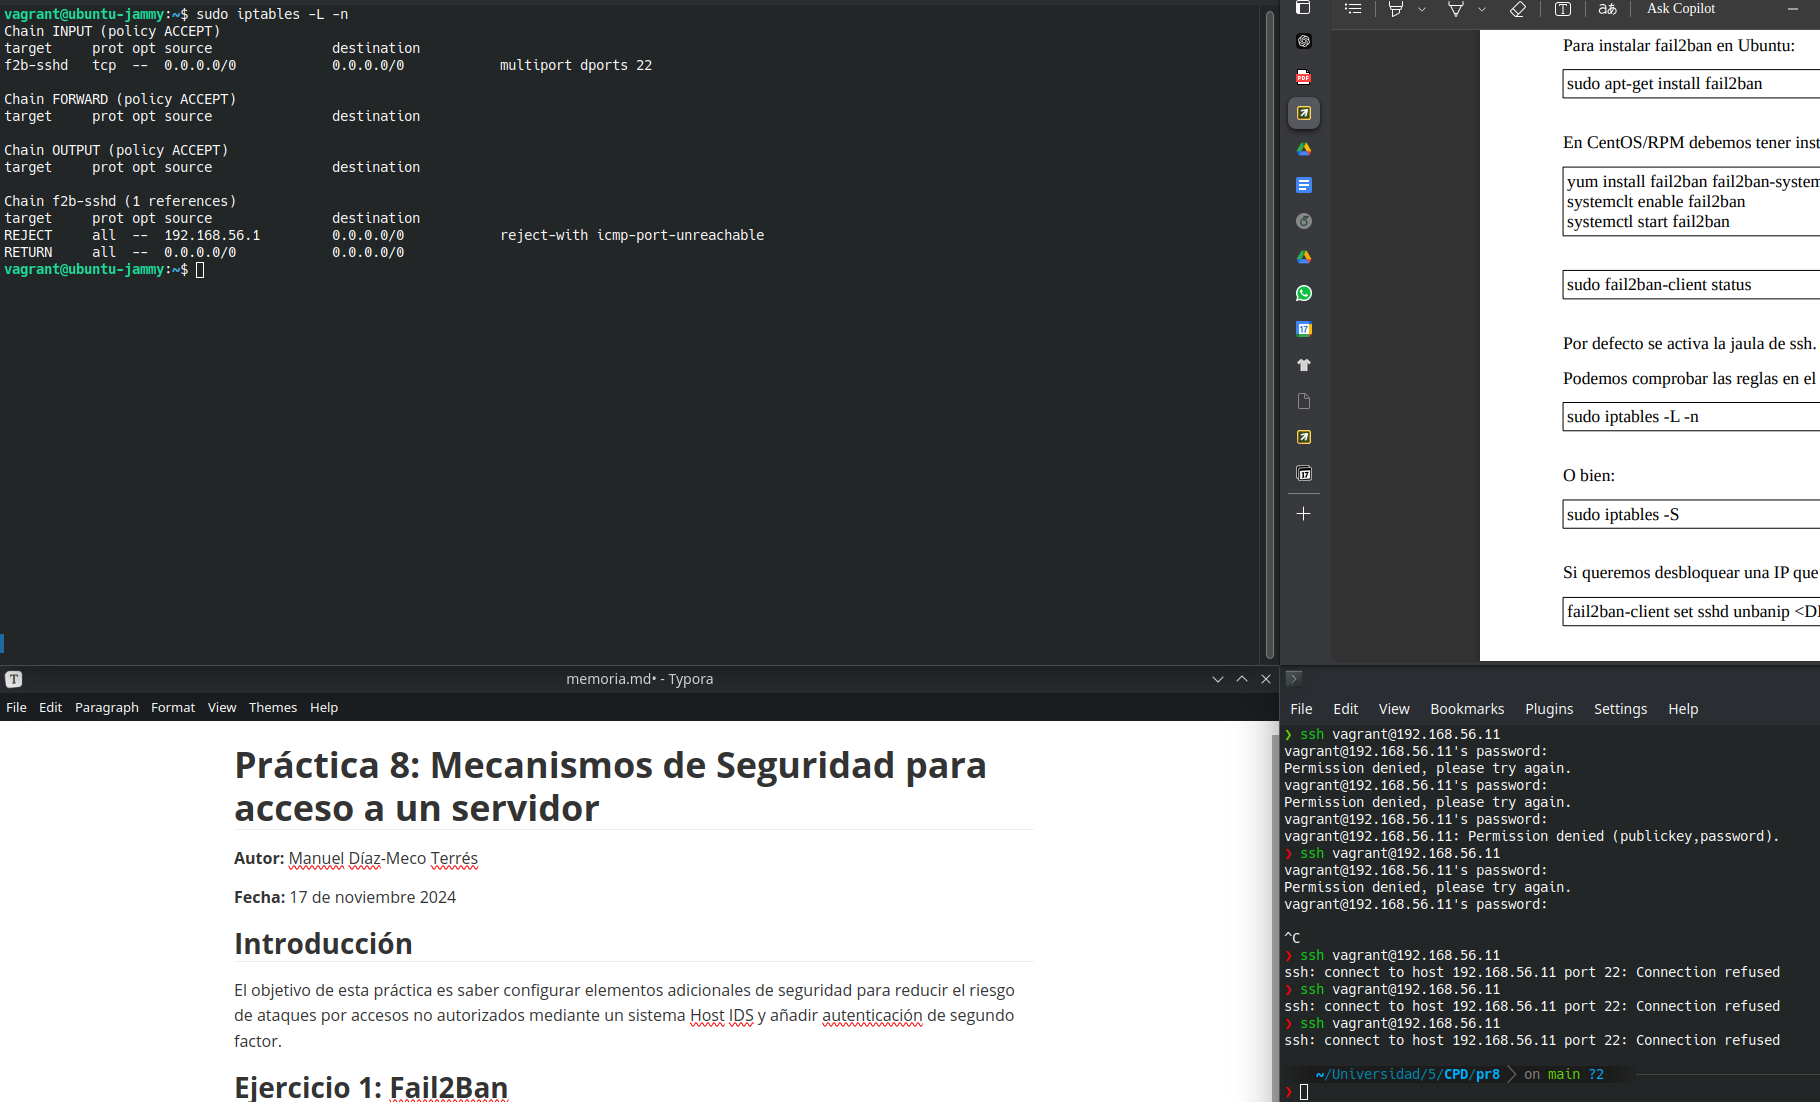 vagrant@ubuntu-jammy:~$ sudo iptables -L -n
Chain INPUT (policy ACCEPT)
target     prot opt source               destination
f2b-sshd   tcp  --  0.0.0.0/0            0.0.0.0/0            multiport dports 22
Chain FORWARD (policy ACCEPT)
target     prot opt source               destination
Chain OUTPUT (policy ACCEPT)
target     prot opt source               destination
Chain f2b-sshd (1 references)
target     prot opt source               destination
REJECT     all  --  192.168.56.1         0.0.0.0/0            reject-with icmp-port-unreachable
RETURN     all  --  0.0.0.0/0            0.0.0.0/0
vagrant@ubuntu-jammy:~$
Ask Copilot
Para instalar fail2ban en Ubuntu:
sudo apt-get install fail2ban
En CentOS/RPM debemos tener inst
yum install fail2ban fail2ban-system
systemclt enable fail2ban
systemctl start fail2ban
sudo fail2ban-client status
Por defecto se activa la jaula de ssh.
Podemos comprobar las reglas en el
sudo iptables -L -n
O bien:
sudo iptables -S
Si queremos desbloquear una IP que
fail2ban-client set sshd unbanip <DI
memoria.md• - Typora
File Edit Paragraph Format View Themes Help
Práctica 8: Mecanismos de Seguridad para
acceso a un servidor
Autor: Manuel Díaz-Meco Terrés
Fecha: 17 de noviembre 2024
Introducción
El objetivo de esta práctica es saber configurar elementos adicionales de seguridad para reducir el riesgo
de ataques por accesos no autorizados mediante un sistema Host IDS y añadir autenticación de segundo
factor.
Ejercicio 1: Fail2Ban
File Edit View Bookmarks Plugins Settings Help
❯ ssh vagrant@192.168.56.11
vagrant@192.168.56.11's password:
Permission denied, please try again.
vagrant@192.168.56.11's password:
Permission denied, please try again.
vagrant@192.168.56.11's password:
vagrant@192.168.56.11: Permission denied (publickey,password).
❯ ssh vagrant@192.168.56.11
vagrant@192.168.56.11's password:
Permission denied, please try again.
vagrant@192.168.56.11's password:
^C
❯ ssh vagrant@192.168.56.11
ssh: connect to host 192.168.56.11 port 22: Connection refused
❯ ssh vagrant@192.168.56.11
ssh: connect to host 192.168.56.11 port 22: Connection refused
❯ ssh vagrant@192.168.56.11
ssh: connect to host 192.168.56.11 port 22: Connection refused
~/Universidad/5/CPD/pr8 on main ?2
❯